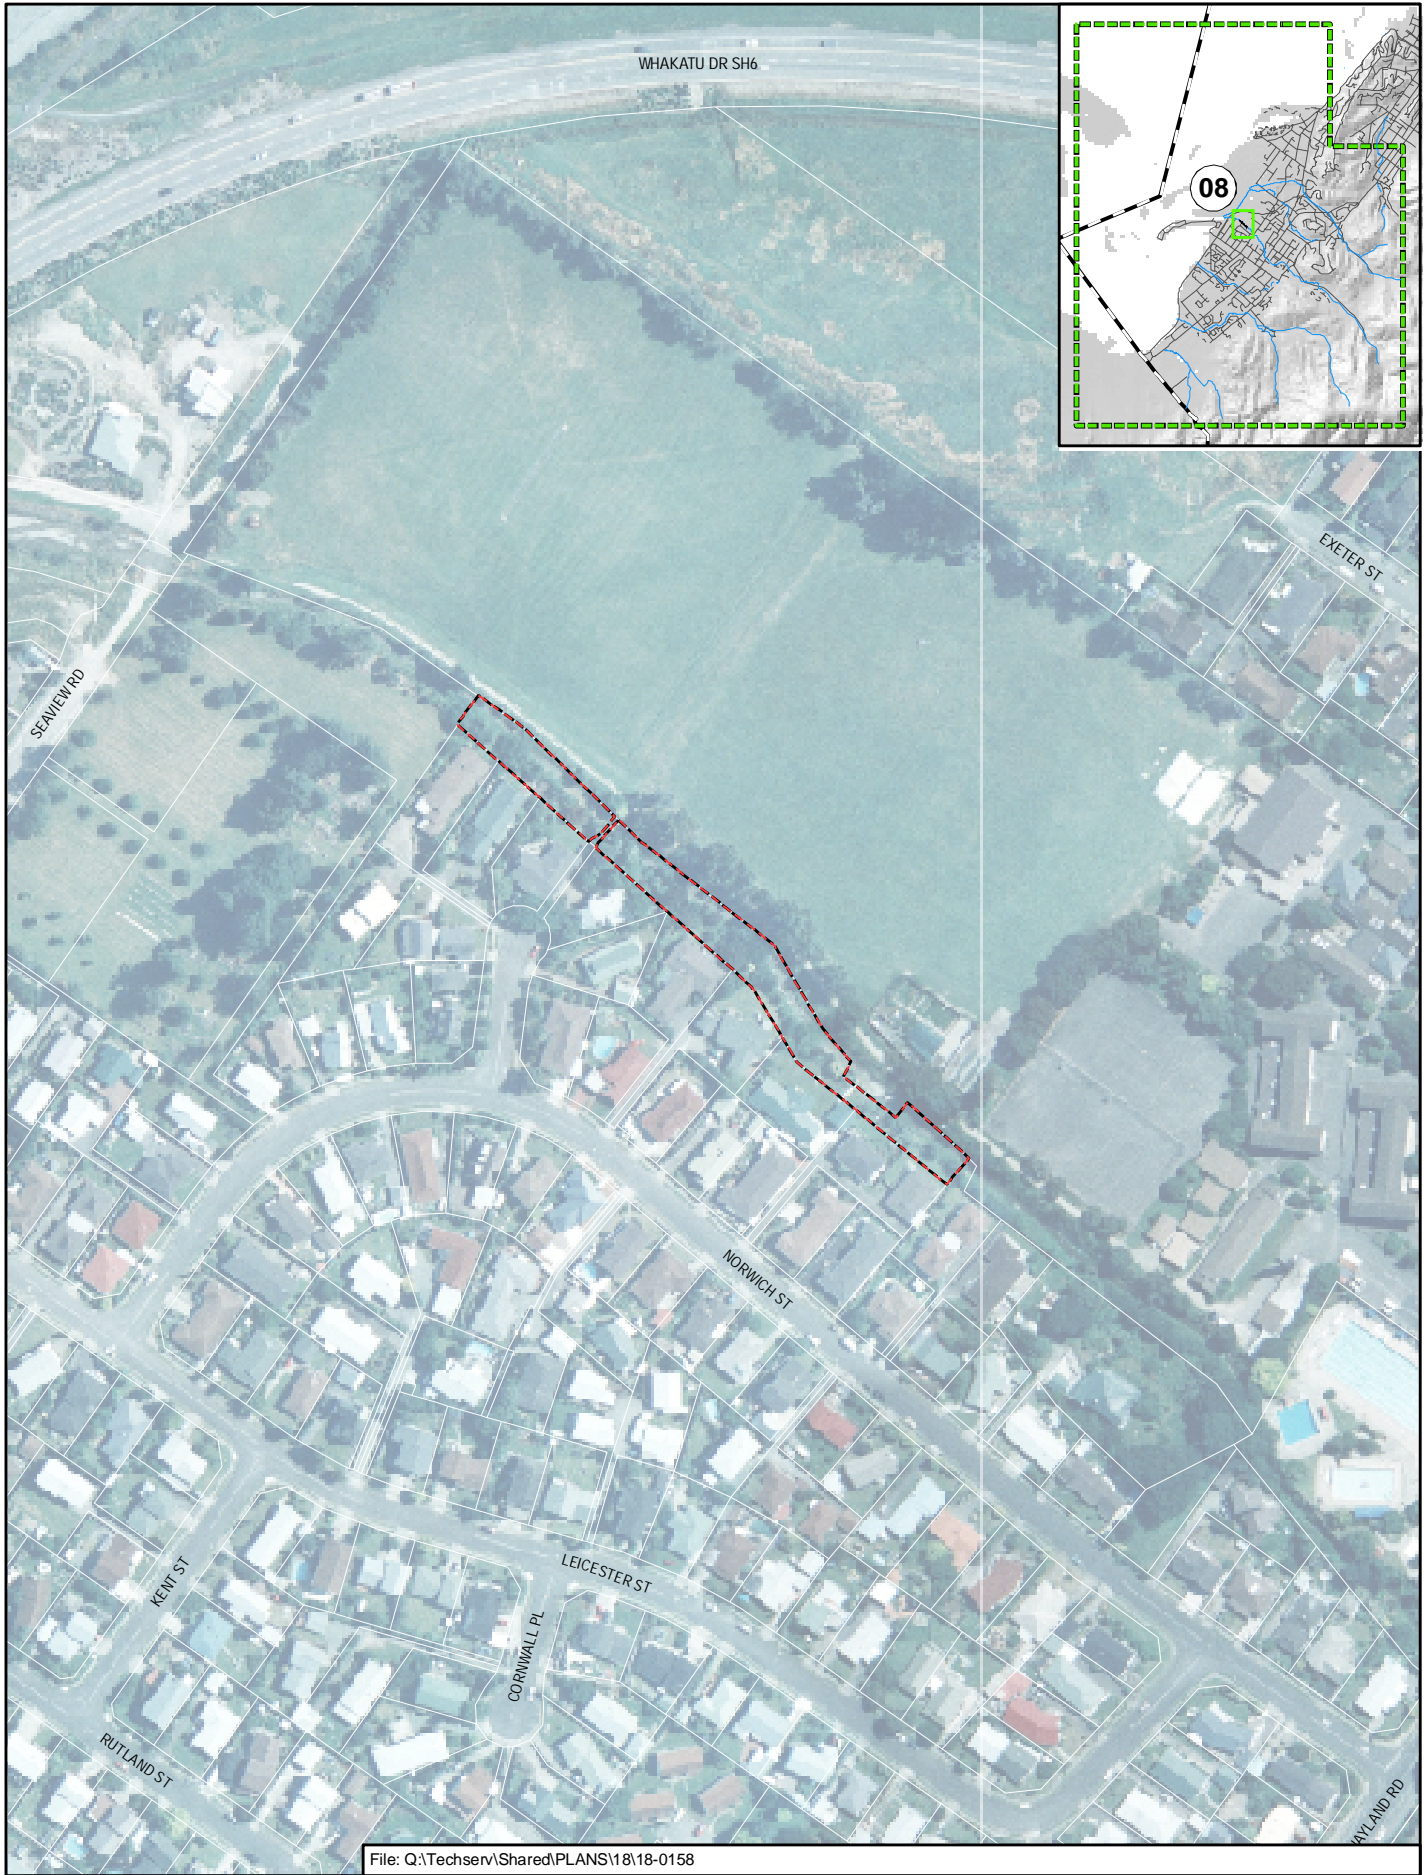 WHAKATU DR SH6
08
EXETER ST
SEAVIEW RD
NORWICH ST
LEICESTER ST
KENT ST
CORNWALL PL
RUTLAND ST
File: Q:\Techserv\Shared\PLANS\18\18-0158